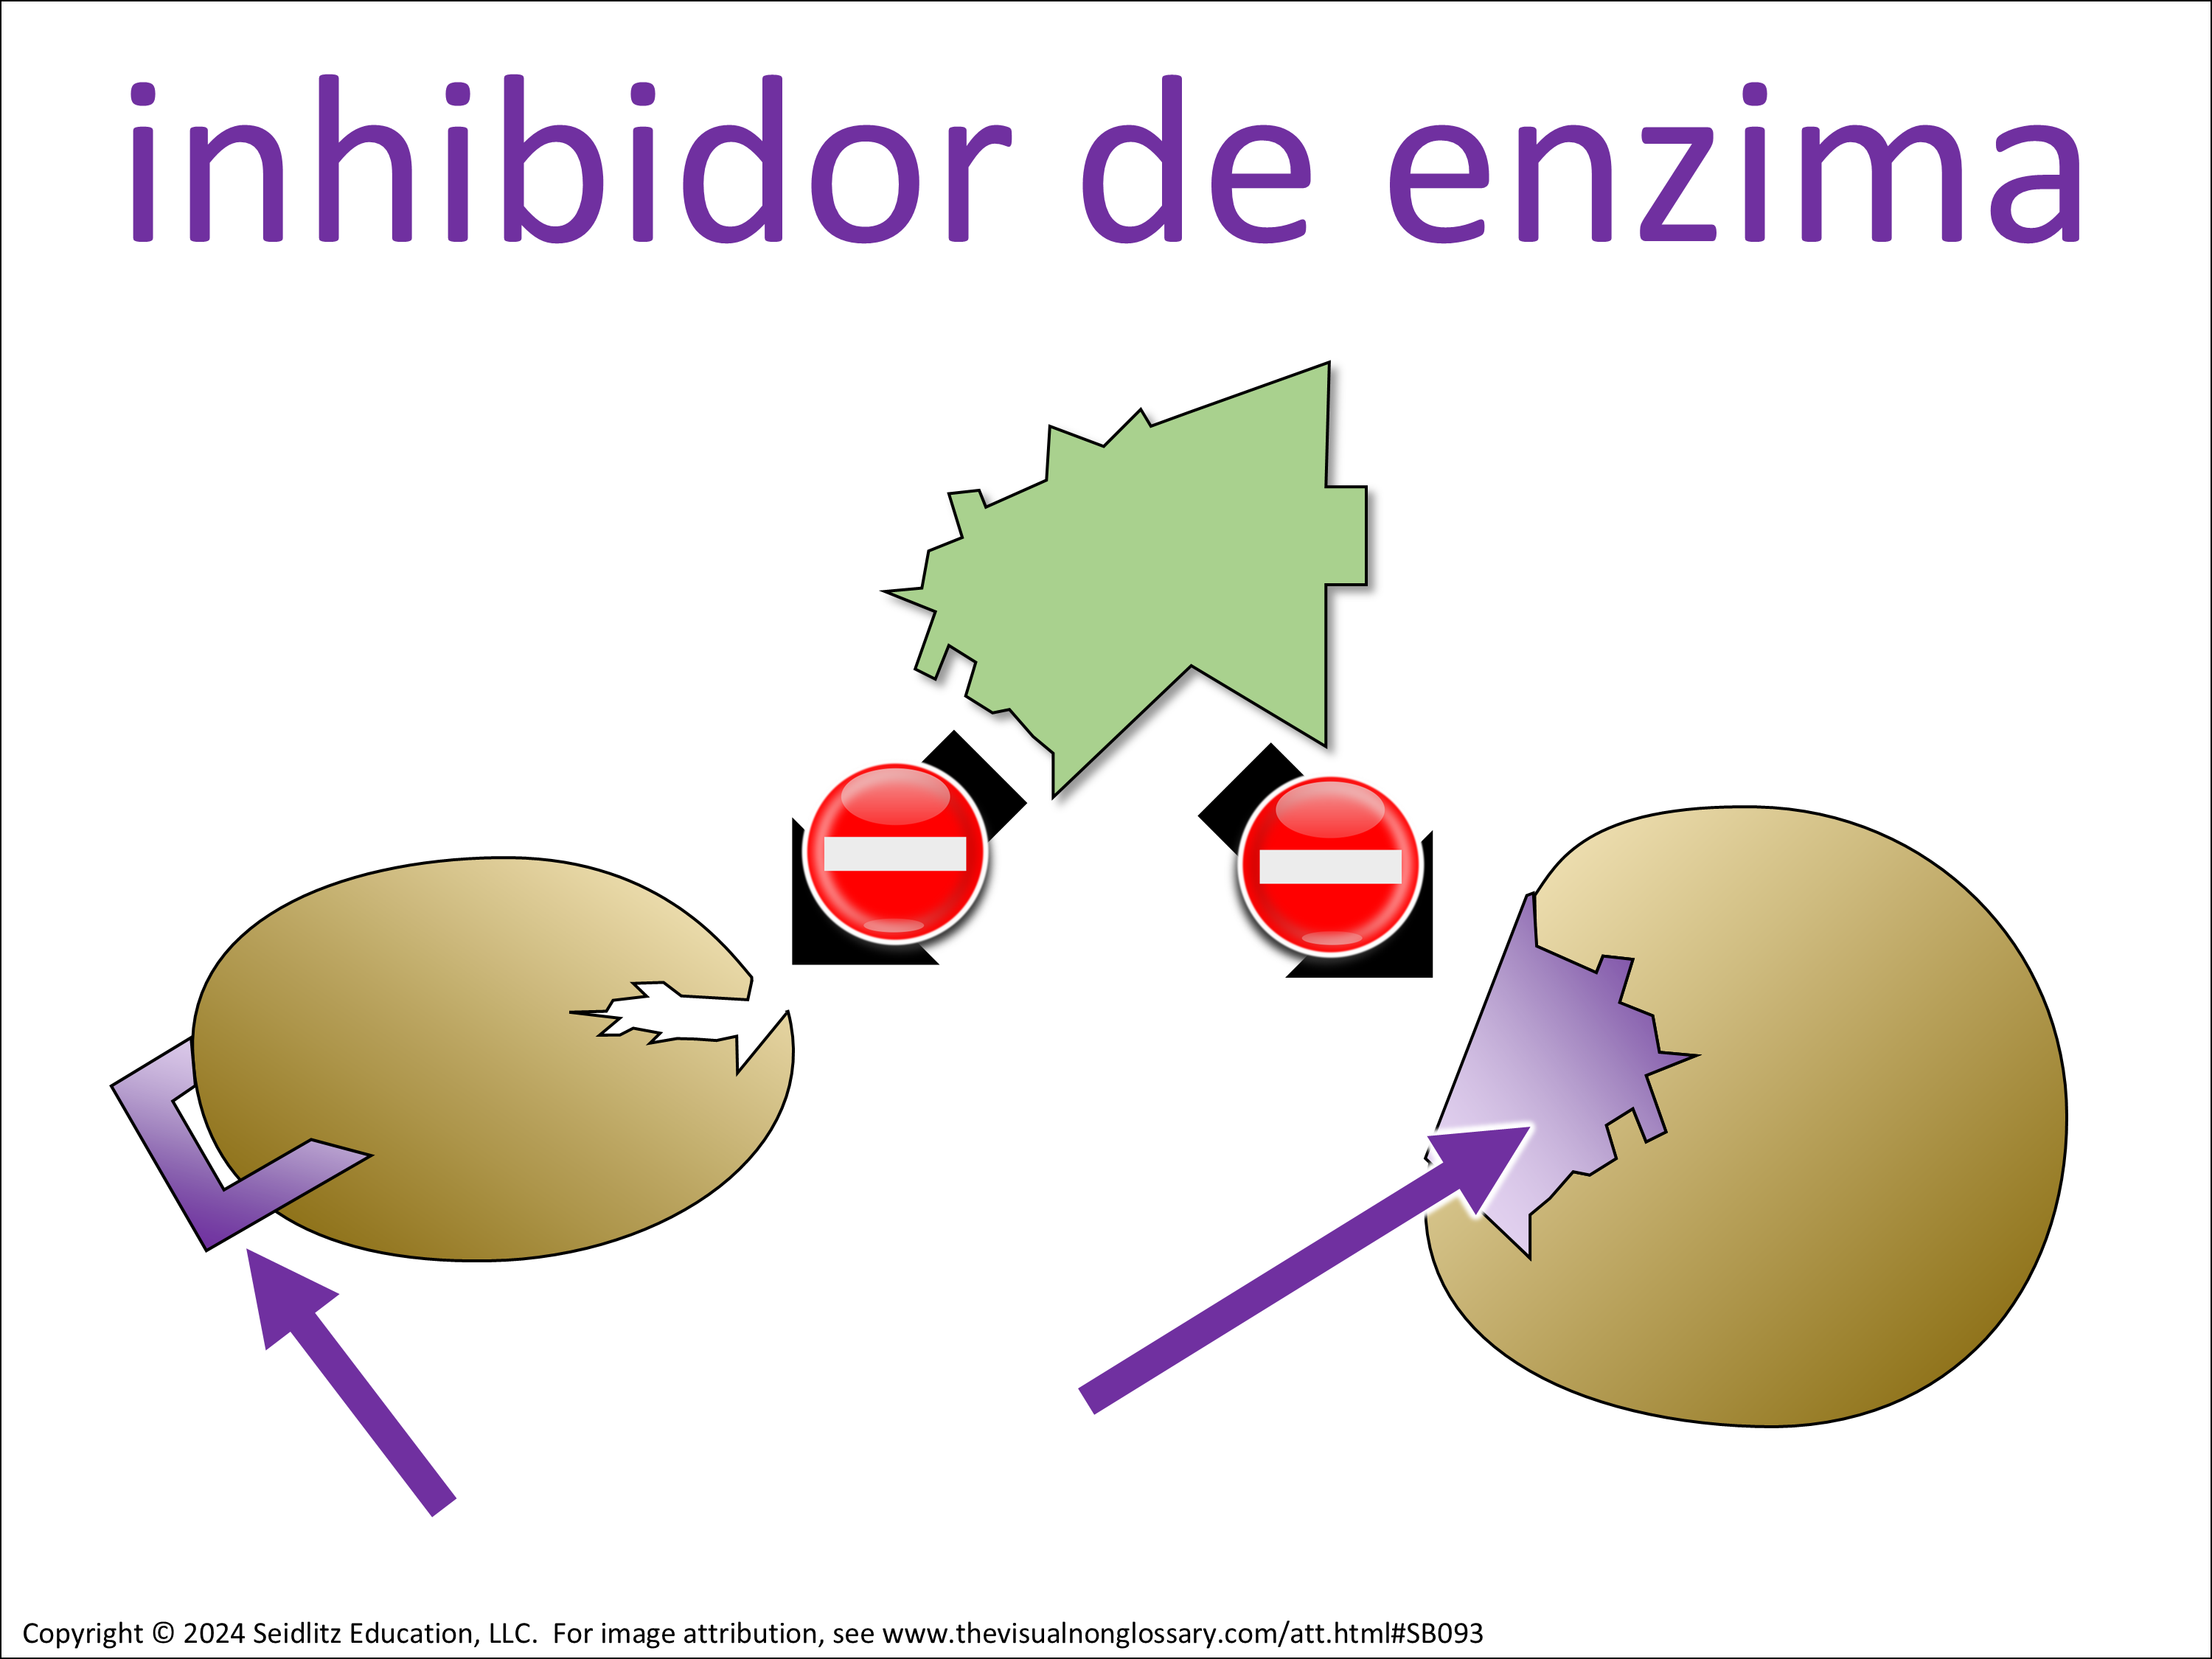 inhibidor de enzima
Copyright © 2024 Seidlitz Education, LLC.  For image attribution, see www.thevisualnonglossary.com/att.html#SB093